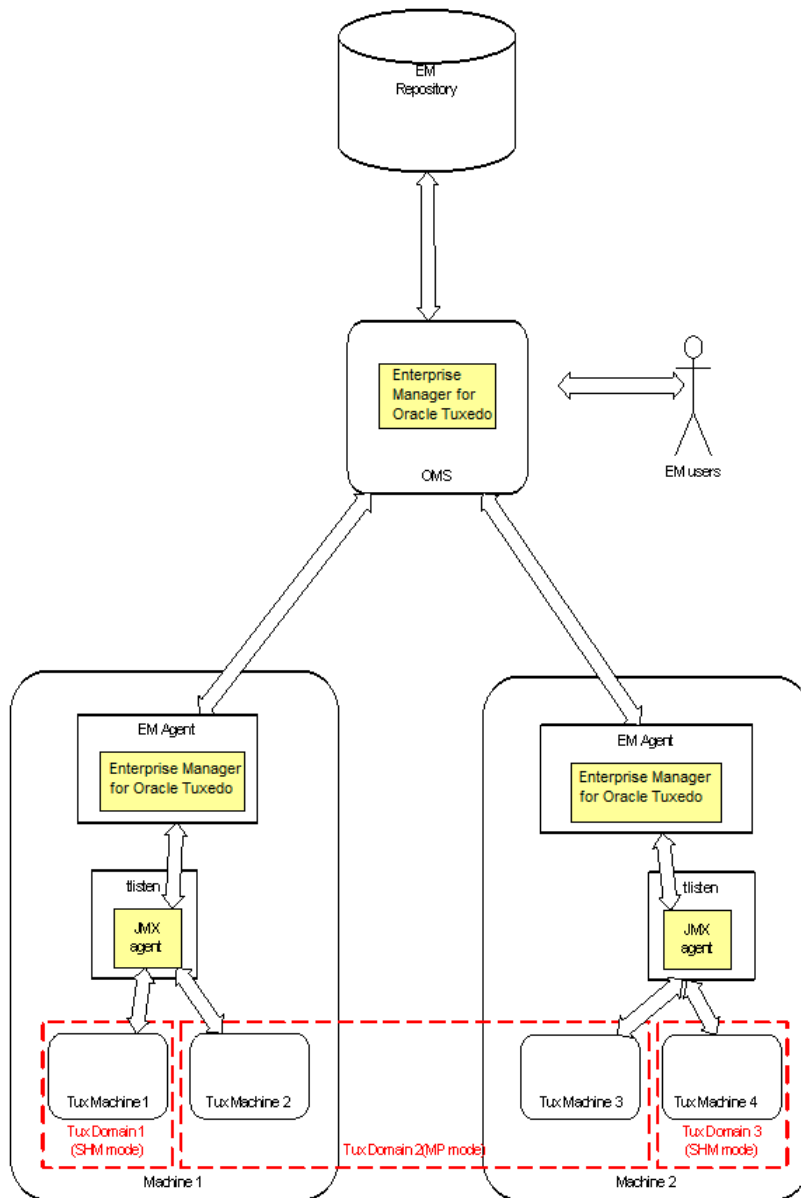 EM
Repository
Enterprise
Manager for
Oracle Tuxedo
OMS
EM users
EM Agent
Enterprise Manager
for Oracle Tuxedo
tlisten
JMX
agent
Tux Machine 1
Tux Machine 2
Tux Domain 1
(SHM mode)
Machine 1
EM Agent
Enterprise Manager
for Oracle Tuxedo
tlisten
JMX
agent
Tux Machine 3
Tux Machine 4
Tux Domain 2(MP mode)
Tux Domain 3
(SHM mode)
Machine 2